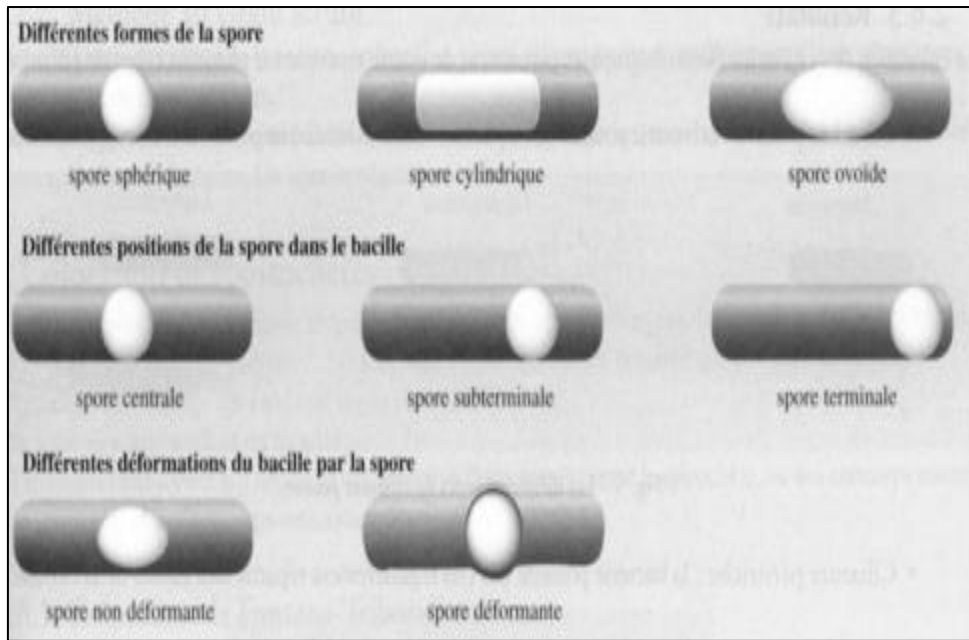 Différentes formes de la spore
spore sphérique spore cylindrique spore ovoïde
Différentes positions de la spore dans le bacille
spore centrale spore subterminale spore terminale
Différentes déformations du bacille par la spore
spore non déformante spore déformante